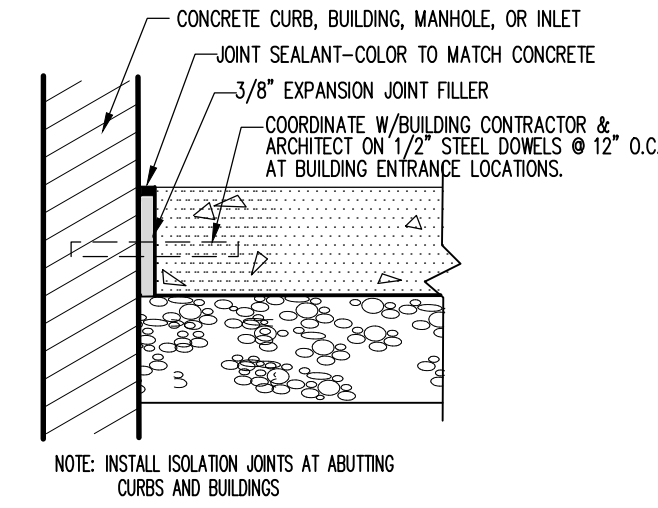 CONCRETE CURB, BUILDING, MANHOLE, OR INLET
JOINT SEALANT-COLOR TO MATCH CONCRETE
3/8" EXPANSION JOINT FILLER
COORDINATE W/BUILDING CONTRACTOR &
ARCHITECT ON 1/2" STEEL DOWELS @ 12" O.C.
AT BUILDING ENTRANCE LOCATIONS.
NOTE: INSTALL ISOLATION JOINTS AT ABUTTING
CURBS AND BUILDINGS